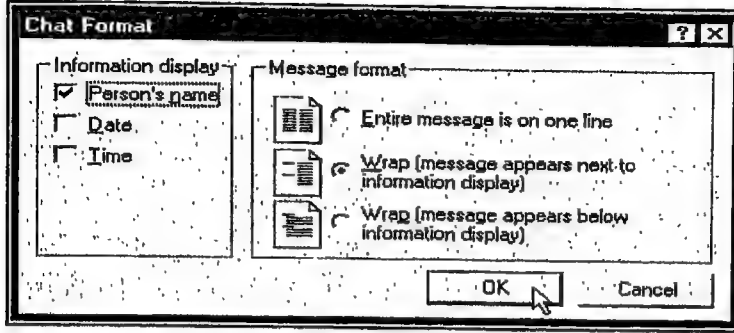 Chat Format
Information display
Person's name
Date
Time
Message format
Entire message is on one line
Wrap (message appears next to
information display)
Wrap (message appears below
information display)
OK
Cancel